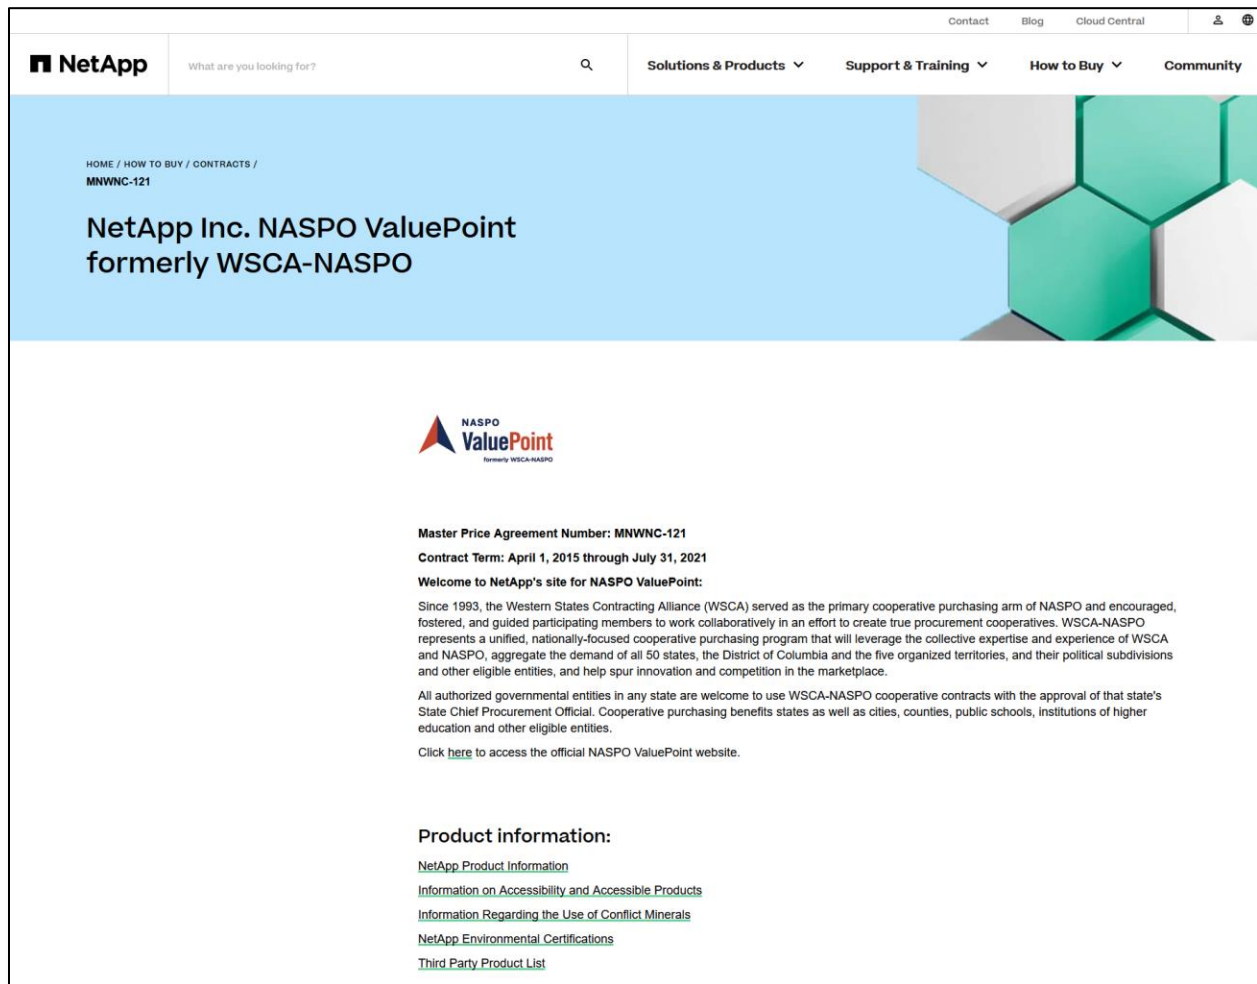 Contact Blog Cloud Central
NetApp What are you looking for? Solutions & Products Support & Training How to Buy Community
HOME / HOW TO BUY / CONTRACTS /
MNWNC-121
NetApp Inc. NASPO ValuePoint
formerly WSCA-NASPO
NASPO
ValuePoint
formerly WSCA-NASPO
Master Price Agreement Number: MNWNC-121
Contract Term: April 1, 2015 through July 31, 2021
Welcome to NetApp's site for NASPO ValuePoint:
Since 1993, the Western States Contracting Alliance (WSCA) served as the primary cooperative purchasing arm of NASPO and encouraged,
fostered, and guided participating members to work collaboratively in an effort to create true procurement cooperatives. WSCA-NASPO
represents a unified, nationally-focused cooperative purchasing program that will leverage the collective expertise and experience of WSCA
and NASPO, aggregate the demand of all 50 states, the District of Columbia and the five organized territories, and their political subdivisions
and other eligible entities, and help spur innovation and competition in the marketplace.
All authorized governmental entities in any state are welcome to use WSCA-NASPO cooperative contracts with the approval of that state's
State Chief Procurement Official. Cooperative purchasing benefits states as well as cities, counties, public schools, institutions of higher
education and other eligible entities.
Click here to access the official NASPO ValuePoint website.
Product information:
NetApp Product Information
Information on Accessibility and Accessible Products
Information Regarding the Use of Conflict Minerals
NetApp Environmental Certifications
Third Party Product List